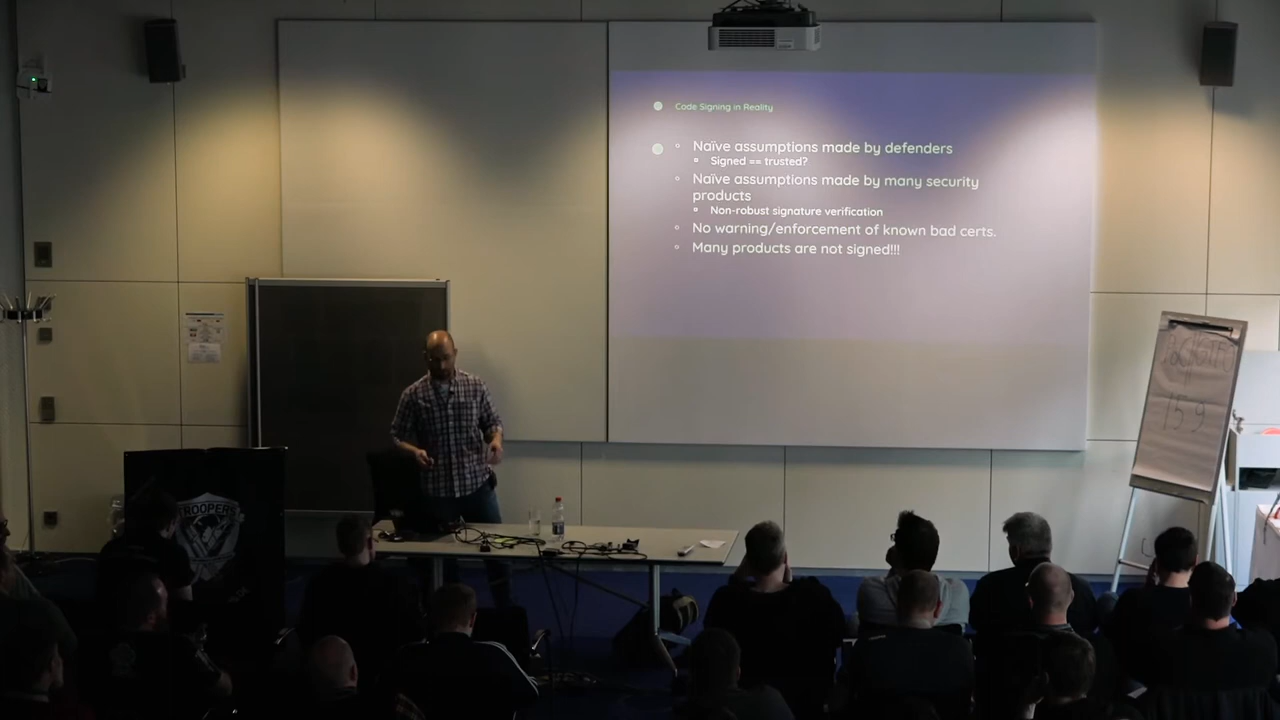 Code Signing in Reality
Naïve assumptions made by defenders
Signed == trusted?
Naïve assumptions made by many security
products
Non-robust signature verification
No warning/enforcement of known bad certs.
Many products are not signed!!!
TROOPERS
159